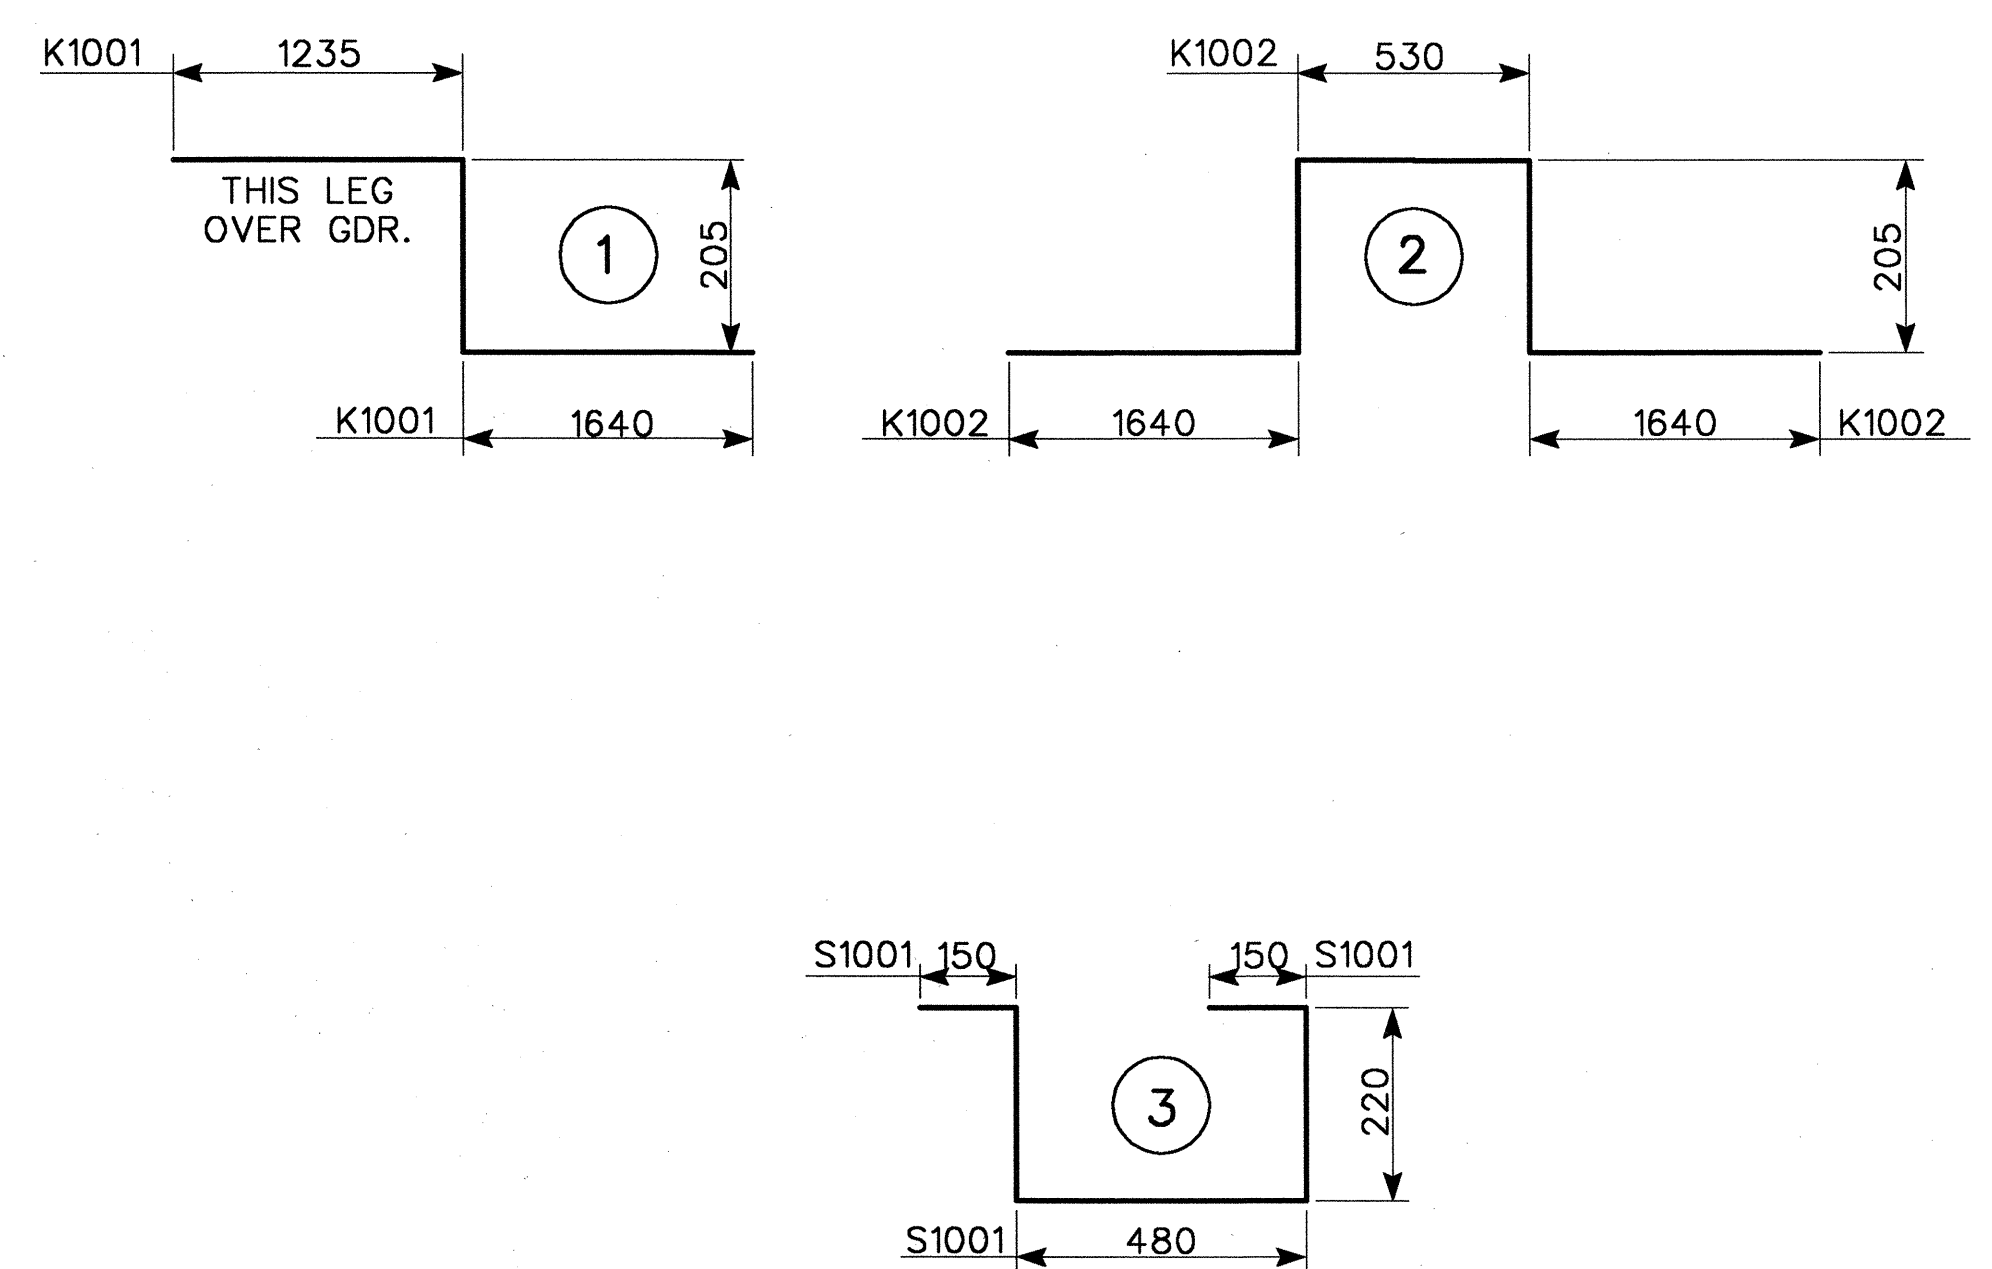 K1001 1235
THIS LEG
OVER GDR.
1
205
K1001 1640
K1002 530
2
205
K1002 1640 1640 K1002
S1001 150 150 S1001
3
220
S1001 480